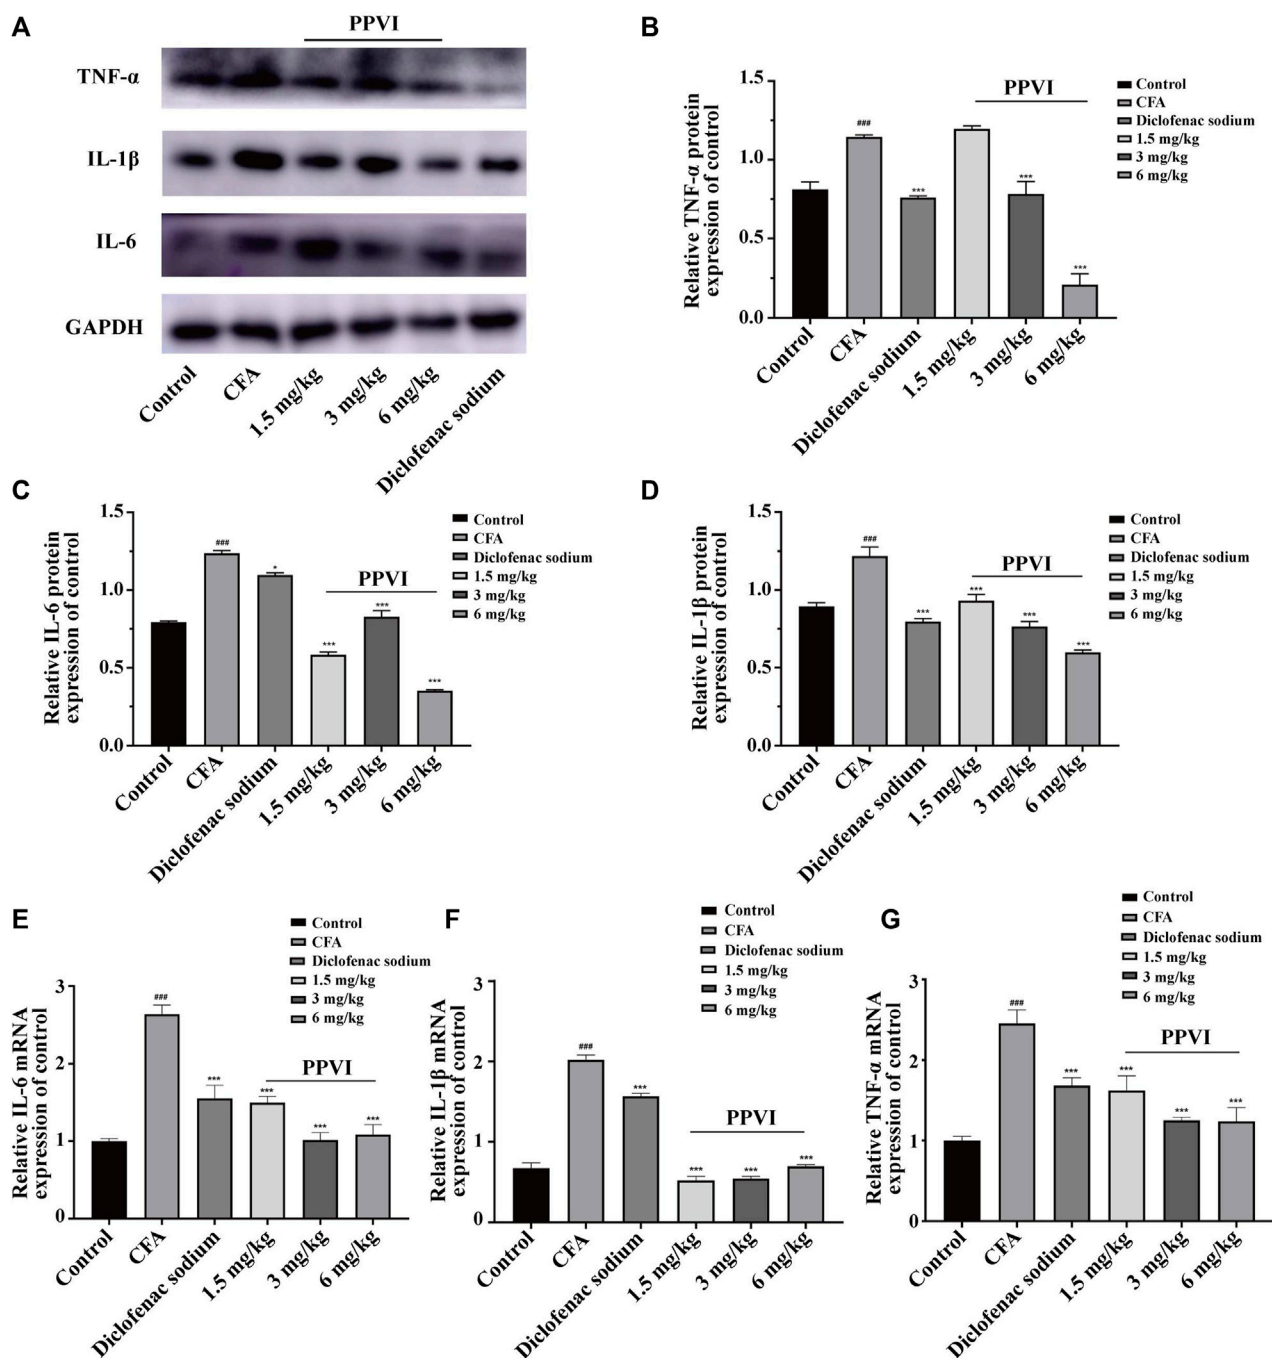 A
PPVI
TNF-α
IL-1β
IL-6
GAPDH
Control
CFA
1.5 mg/kg
3 mg/kg
6 mg/kg
Diclofenac sodium
B
Relative TNF-α protein
expression of control
1.5
1.0
0.5
0.0
###
***
***
***
PPVI
Control
CFA
Diclofenac sodium
1.5 mg/kg
3 mg/kg
6 mg/kg
Control
CFA
Diclofenac sodium
1.5 mg/kg
3 mg/kg
6 mg/kg
C
Relative IL-6 protein
expression of control
1.5
1.0
0.5
0.0
###
*
***
***
***
PPVI
Control
CFA
Diclofenac sodium
1.5 mg/kg
3 mg/kg
6 mg/kg
Control
CFA
Diclofenac sodium
1.5 mg/kg
3 mg/kg
6 mg/kg
D
Relative IL-1β protein
expression of control
1.5
1.0
0.5
0.0
###
***
***
***
***
PPVI
Control
CFA
Diclofenac sodium
1.5 mg/kg
3 mg/kg
6 mg/kg
Control
CFA
Diclofenac sodium
1.5 mg/kg
3 mg/kg
6 mg/kg
E
Relative IL-6 mRNA
expression of control
3
2
1
0
###
***
***
***
***
PPVI
Control
CFA
Diclofenac sodium
1.5 mg/kg
3 mg/kg
6 mg/kg
Control
CFA
Diclofenac sodium
1.5 mg/kg
3 mg/kg
6 mg/kg
F
Relative IL-1β mRNA
expression of control
3
2
1
0
###
***
***
***
***
PPVI
Control
CFA
Diclofenac sodium
1.5 mg/kg
3 mg/kg
6 mg/kg
Control
CFA
Diclofenac sodium
1.5 mg/kg
3 mg/kg
6 mg/kg
G
Relative TNF-α mRNA
expression of control
3
2
1
0
###
***
***
***
***
PPVI
Control
CFA
Diclofenac sodium
1.5 mg/kg
3 mg/kg
6 mg/kg
Control
CFA
Diclofenac sodium
1.5 mg/kg
3 mg/kg
6 mg/kg